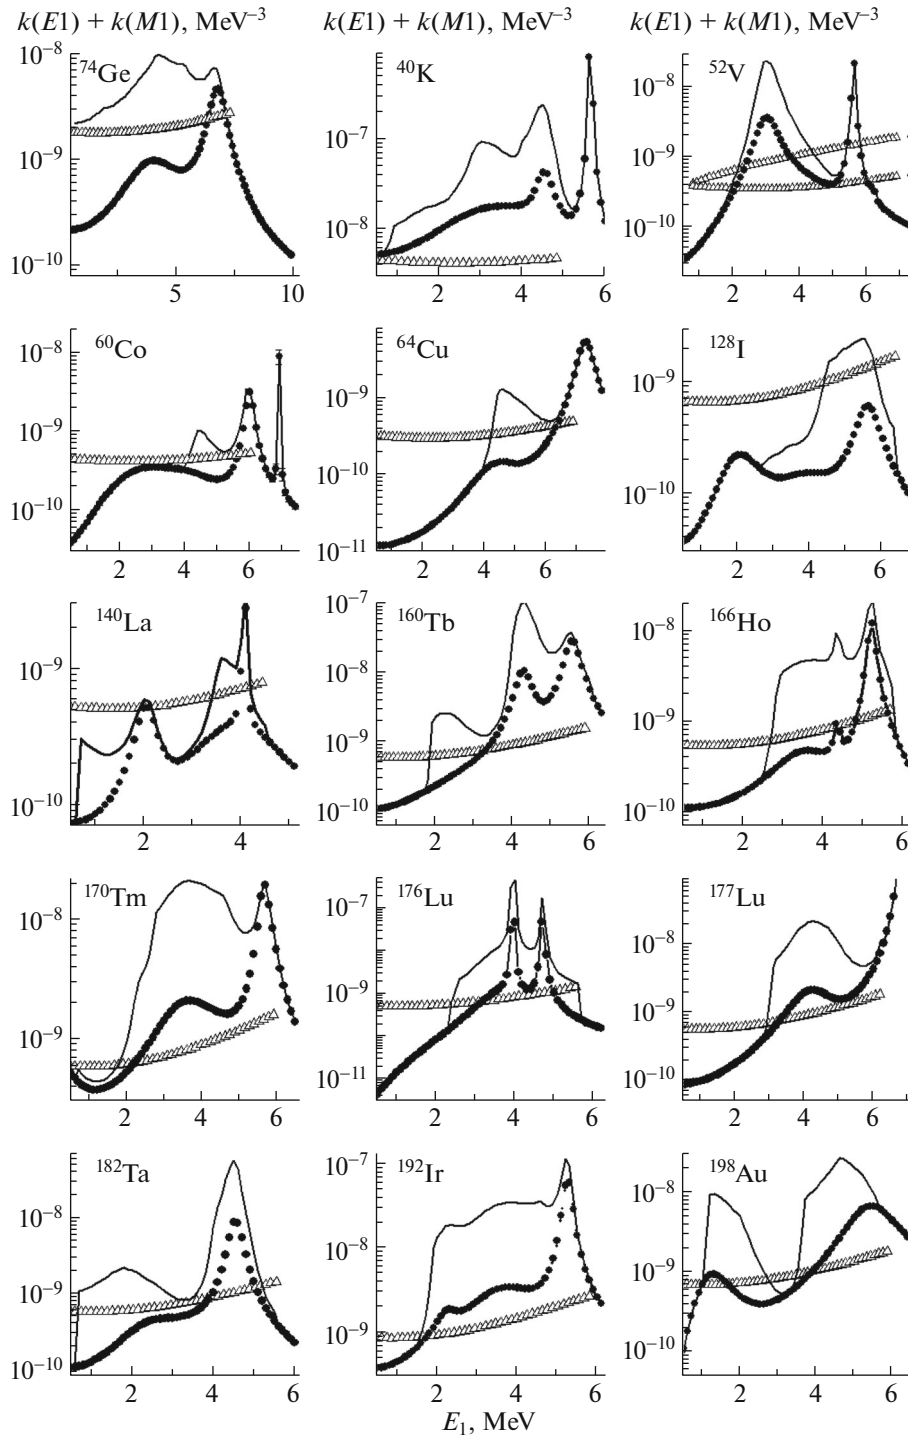 k(E1) + k(M1), MeV⁻³ k(E1) + k(M1), MeV⁻³ k(E1) + k(M1), MeV⁻³
10⁻⁸ ⁷⁴Ge ⁴⁰K ⁵²V
10⁻⁸
10⁻⁷
10⁻⁹ 10⁻⁹
10⁻⁸
10⁻¹⁰ 10⁻¹⁰
5 10 2 4 6 2 4 6
⁶⁰Co ⁶⁴Cu ¹²⁸I
10⁻⁸
10⁻⁹ 10⁻⁹
10⁻⁹
10⁻¹⁰ 10⁻¹⁰
10⁻¹⁰
10⁻¹¹
2 4 6 2 4 6 2 4 6
10⁻⁷
¹⁴⁰La ¹⁶⁰Tb ¹⁶⁶Ho
10⁻⁸
10⁻⁹ 10⁻⁸
10⁻⁹
10⁻⁹
10⁻¹⁰ 10⁻¹⁰ 10⁻¹⁰
2 4 2 4 6 2 4 6
¹⁷⁰Tm ¹⁷⁶Lu ¹⁷⁷Lu
10⁻⁷
10⁻⁸ 10⁻⁸
10⁻⁹
10⁻⁹ 10⁻⁹
10⁻¹¹ 10⁻¹⁰
2 4 6 2 4 6 2 4 6
¹⁸²Ta 10⁻⁷ ¹⁹²Ir ¹⁹⁸Au
10⁻⁸ 10⁻⁸
10⁻⁸
10⁻⁹ 10⁻⁹
10⁻⁹
10⁻¹⁰ 10⁻¹⁰
2 4 6 2 4 6 2 4 6
E₁, MeV